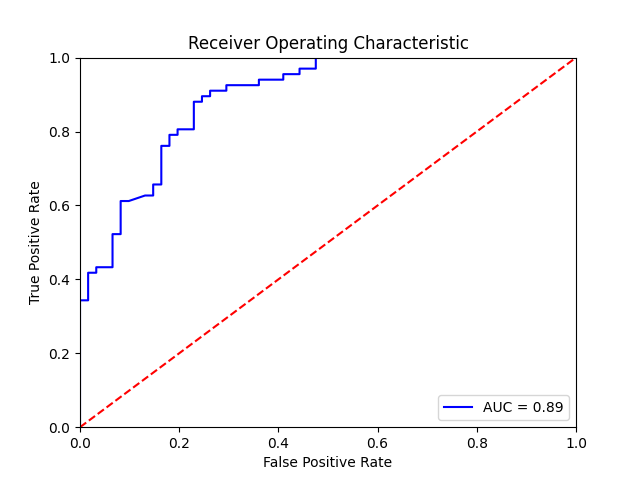 Receiver Operating Characteristic
1.0
0.8
0.6
0.4
0.2
0.0
True Positive Rate
AUC = 0.89
0.0 0.2 0.4 0.6 0.8 1.0
False Positive Rate